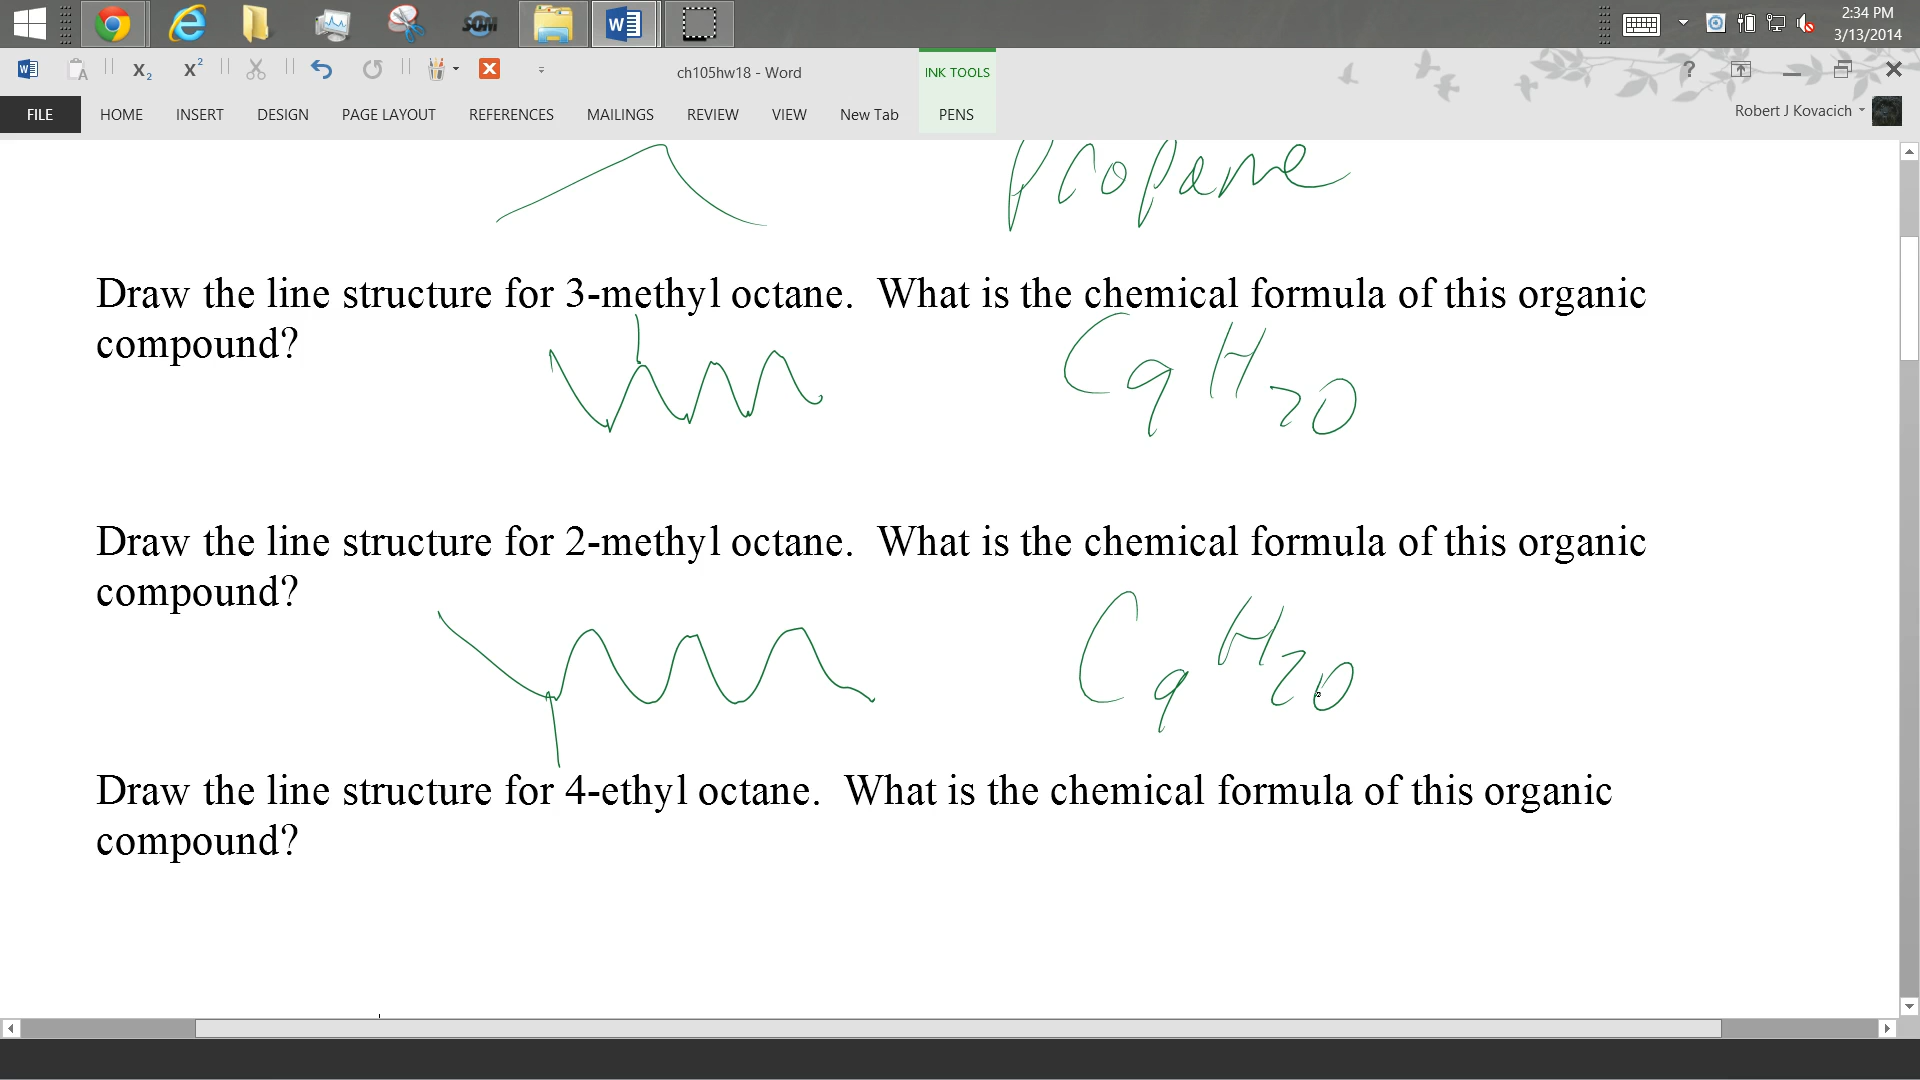 2:34 PM
3/13/2014
SOM
W
X₂ X²
ch105hw18 - Word
INK TOOLS
?
FILE HOME INSERT DESIGN PAGE LAYOUT REFERENCES MAILINGS REVIEW VIEW New Tab PENS
Robert J Kovacich
Propane
Draw the line structure for 3-methyl octane. What is the chemical formula of this organic
compound?
C9H20
Draw the line structure for 2-methyl octane. What is the chemical formula of this organic
compound?
C9H20
Draw the line structure for 4-ethyl octane. What is the chemical formula of this organic
compound?